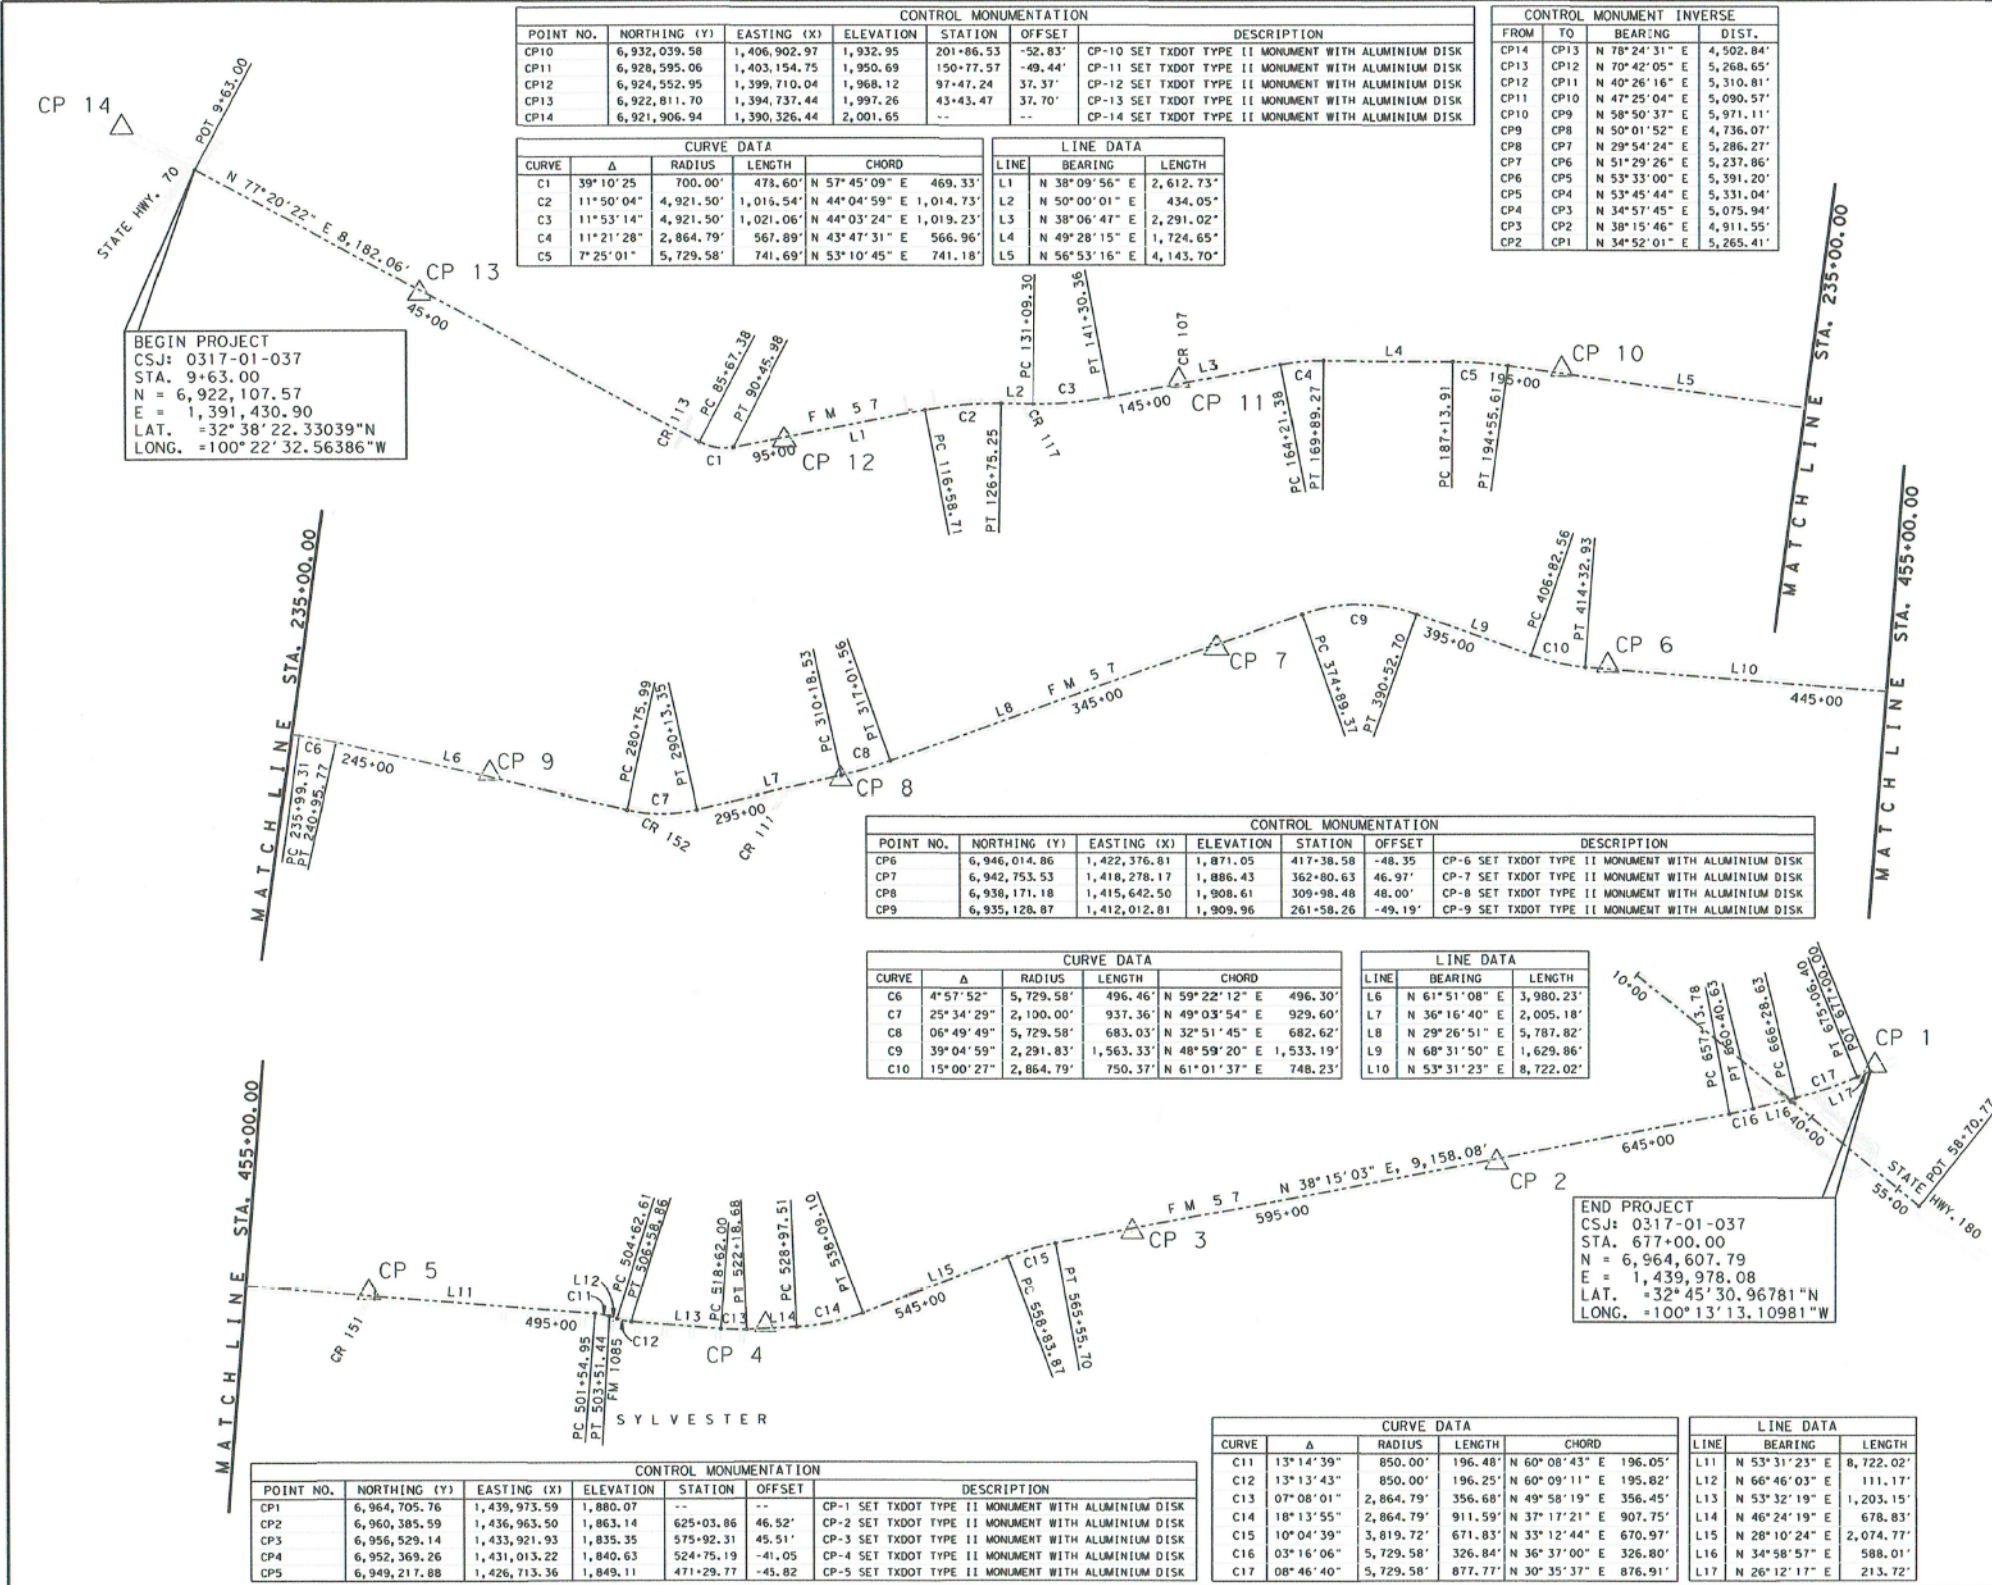 CONTROL MONUMENTATION
POINT NO. NORTHING (Y) EASTING (X) ELEVATION STATION OFFSET DESCRIPTION
CP10 6,932,039.58 1,406,902.97 1,932.95 201+86.53 -52.83' CP-10 SET TXDOT TYPE II MONUMENT WITH ALUMINIUM DISK
CP11 6,928,595.06 1,403,154.75 1,950.69 150+77.57 -49.44' CP-11 SET TXDOT TYPE II MONUMENT WITH ALUMINIUM DISK
CP12 6,924,552.95 1,399,710.04 1,968.12 97+47.24 37.37' CP-12 SET TXDOT TYPE II MONUMENT WITH ALUMINIUM DISK
CP13 6,922,811.70 1,394,737.44 1,997.26 43+43.47 37.70' CP-13 SET TXDOT TYPE II MONUMENT WITH ALUMINIUM DISK
CP14 6,921,906.94 1,390,326.44 2,001.65 -- -- CP-14 SET TXDOT TYPE II MONUMENT WITH ALUMINIUM DISK
CONTROL MONUMENT INVERSE
FROM TO BEARING DIST.
CP14 CP13 N 78°24'31" E 4,502.84'
CP13 CP12 N 70°42'05" E 5,268.65'
CP12 CP11 N 40°26'16" E 5,310.81'
CP11 CP10 N 47°25'04" E 5,090.57'
CP10 CP9 N 58°50'37" E 5,971.11'
CP9 CP8 N 50°01'52" E 4,736.07'
CP8 CP7 N 29°54'24" E 5,286.27'
CP7 CP6 N 51°29'26" E 5,237.86'
CP6 CP5 N 53°33'00" E 5,391.20'
CP5 CP4 N 53°45'44" E 5,331.04'
CP4 CP3 N 34°57'45" E 5,075.94'
CP3 CP2 N 38°15'46" E 4,911.55'
CP2 CP1 N 34°52'01" E 5,265.41'
CURVE DATA
CURVE Δ RADIUS LENGTH CHORD
C1 39°10'25 700.00' 478.60' N 57°45'09" E 469.33'
C2 11°50'04" 4,921.50' 1,016.54' N 44°04'59" E 1,014.73'
C3 11°53'14" 4,921.50' 1,021.06' N 44°03'24" E 1,019.23'
C4 11°21'28" 2,864.79' 567.89' N 43°47'31" E 566.96'
C5 7°25'01" 5,729.58' 741.69' N 53°10'45" E 741.18'
LINE DATA
LINE BEARING LENGTH
L1 N 38°09'56" E 2,612.73'
L2 N 50°00'01" E 434.05'
L3 N 38°06'47" E 2,291.02'
L4 N 49°28'15" E 1,724.65'
L5 N 56°53'16" E 4,143.70'
CP 14
POT 9+63.00
STATE HWY. 70
N 77°20'22" E 8,182.06'
CP 13
45+00
BEGIN PROJECT
CSJ: 0317-01-037
STA. 9+63.00
N = 6,922,107.57
E = 1,391,430.90
LAT. =32°38'22.33039"N
LONG. =100°22'32.56386"W
CR 113
PC 85+67.38
PT 90+45.98
C1
95+00
CP 12
FM 57
L1
C2
PC 116+58.71
PT 126+75.25
L2
PC 131+09.30
CR 117
C3
PT 141+30.36
145+00
CR 107
CP 11
L3
C4
PC 164+21.38
PT 169+89.27
L4
PC 187+13.91
C5
PT 194+55.61
195+00
CP 10
L5
MATCH LINE STA. 235+00.00
MATCH LINE STA. 235+00.00
C6
PC 235+99.31
PT 240+95.77
245+00
L6
CP 9
PC 280+75.99
PT 290+13.35
C7
CR 152
295+00
L7
CR 111
PC 310+18.53
PT 317+01.56
C8
CP 8
L8
FM 57
345+00
CP 7
C9
PC 374+89.37
PT 390+52.70
395+00
L9
PC 406+82.56
PT 414+32.93
C10
CP 6
L10
445+00
MATCH LINE STA. 455+00.00
CONTROL MONUMENTATION
POINT NO. NORTHING (Y) EASTING (X) ELEVATION STATION OFFSET DESCRIPTION
CP6 6,946,014.86 1,422,376.81 1,871.05 417+38.58 -48.35 CP-6 SET TXDOT TYPE II MONUMENT WITH ALUMINIUM DISK
CP7 6,942,753.53 1,418,278.17 1,886.43 362+80.63 46.97' CP-7 SET TXDOT TYPE II MONUMENT WITH ALUMINIUM DISK
CP8 6,938,171.18 1,415,642.50 1,908.61 309+98.48 48.00' CP-8 SET TXDOT TYPE II MONUMENT WITH ALUMINIUM DISK
CP9 6,935,128.87 1,412,012.81 1,909.96 261+58.26 -49.19' CP-9 SET TXDOT TYPE II MONUMENT WITH ALUMINIUM DISK
CURVE DATA
CURVE Δ RADIUS LENGTH CHORD
C6 4°57'52" 5,729.58' 496.46' N 59°22'12" E 496.30'
C7 25°34'29" 2,100.00' 937.36' N 49°03'54" E 929.60'
C8 06°49'49" 5,729.58' 683.03' N 32°51'45" E 682.62'
C9 39°04'59" 2,291.83' 1,563.33' N 48°59'20" E 1,533.19'
C10 15°00'27" 2,864.79' 750.37' N 61°01'37" E 748.23'
LINE DATA
LINE BEARING LENGTH
L6 N 61°51'08" E 3,980.23'
L7 N 36°16'40" E 2,005.18'
L8 N 29°26'51" E 5,787.82'
L9 N 68°31'50" E 1,629.86'
L10 N 53°31'23" E 8,722.02'
MATCH LINE STA. 455+00.00
CP 5
CR 151
L11
495+00
C11
L12
PC 501+54.95
PT 503+51.44
FM 1085
PC 504+62.61
PT 506+58.86
C12
SYLVESTER
L13
PC 518+62.00
C13
PT 522+18.68
CP 4
L14
PC 528+97.51
C14
PT 538+09.10
545+00
L15
C15
PC 558+83.87
PT 565+55.70
CP 3
FM 57
N 38°15'03" E, 9,158.08'
595+00
CP 2
645+00
10+00
PC 657+13.78
PT 660+40.63
PC 666+28.63
PT 675+06.40
POT 677+00.00
C16
L16
C17
L17
CP 1
40+00
55+00
STATE HWY. 180
POT 58+70.77
END PROJECT
CSJ: 0317-01-037
STA. 677+00.00
N = 6,964,607.79
E = 1,439,978.08
LAT. =32°45'30.96781"N
LONG. =100°13'13.10981"W
CONTROL MONUMENTATION
POINT NO. NORTHING (Y) EASTING (X) ELEVATION STATION OFFSET DESCRIPTION
CP1 6,964,705.76 1,439,973.59 1,880.07 -- -- CP-1 SET TXDOT TYPE II MONUMENT WITH ALUMINIUM DISK
CP2 6,960,385.59 1,436,963.50 1,863.14 625+03.86 46.52' CP-2 SET TXDOT TYPE II MONUMENT WITH ALUMINIUM DISK
CP3 6,956,529.14 1,433,921.93 1,835.35 575+92.31 45.51' CP-3 SET TXDOT TYPE II MONUMENT WITH ALUMINIUM DISK
CP4 6,952,369.26 1,431,013.22 1,840.63 524+75.19 -41.05 CP-4 SET TXDOT TYPE II MONUMENT WITH ALUMINIUM DISK
CP5 6,949,217.88 1,426,713.36 1,849.11 471+29.77 -45.82 CP-5 SET TXDOT TYPE II MONUMENT WITH ALUMINIUM DISK
CURVE DATA
CURVE Δ RADIUS LENGTH CHORD
C11 13°14'39" 850.00' 196.48' N 60°08'43" E 196.05'
C12 13°13'43" 850.00' 196.25' N 60°09'11" E 195.82'
C13 07°08'01" 2,864.79' 356.68' N 49°58'19" E 356.45'
C14 18°13'55" 2,864.79' 911.59' N 37°17'21" E 907.75'
C15 10°04'39" 3,819.72' 671.83' N 33°12'44" E 670.97'
C16 03°16'06" 5,729.58' 326.84' N 36°37'00" E 326.80'
C17 08°46'40" 5,729.58' 877.77' N 30°35'37" E 876.91'
LINE DATA
LINE BEARING LENGTH
L11 N 53°31'23" E 8,722.02'
L12 N 66°46'03" E 111.17'
L13 N 53°32'19" E 1,203.15'
L14 N 46°24'19" E 678.83'
L15 N 28°10'24" E 2,074.77'
L16 N 34°58'57" E 588.01'
L17 N 26°12'17" E 213.72'